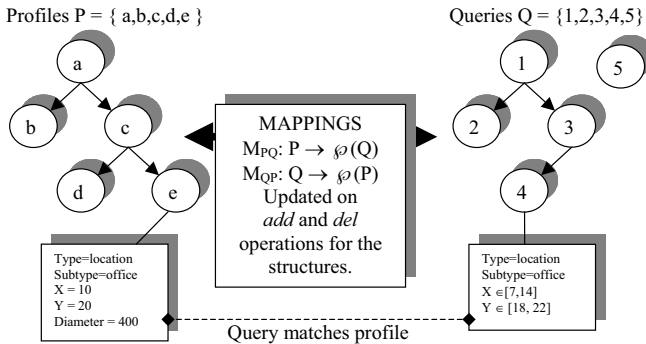 Profiles P = { a,b,c,d,e }
Queries Q = {1,2,3,4,5}
a
b
c
d
e
1
5
2
3
4
MAPPINGS
M_PQ: P → ℘(Q)
M_QP: Q → ℘(P)
Updated on
add and del
operations for the
structures.
Type=location
Subtype=office
X = 10
Y = 20
Diameter = 400
Type=location
Subtype=office
X ∈[7,14]
Y ∈ [18, 22]
Query matches profile